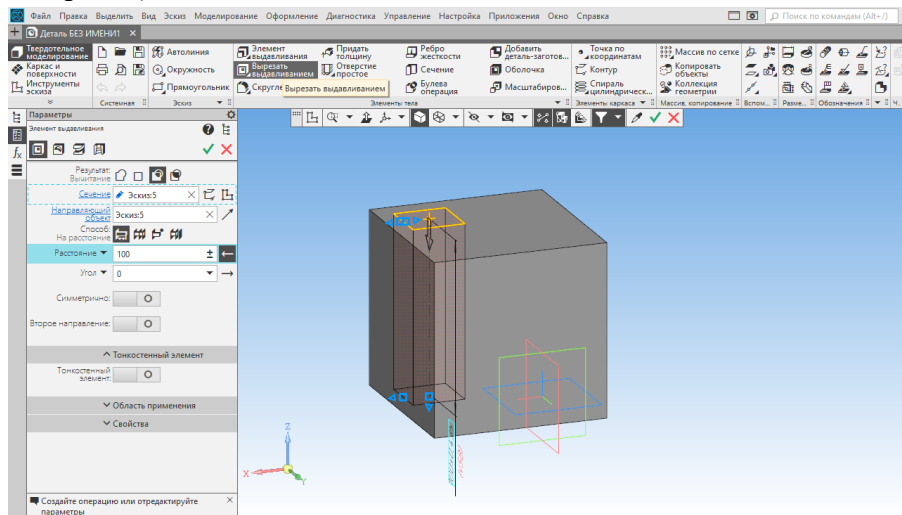 Файл Правка Выделить Вид Эскиз Моделирование Оформление Диагностика Управление Настройка Приложения Окно Справка
Поиск по командам (Alt+/)
Деталь БЕЗ ИМЕНИ1 ×
Твердотельное моделирование
Каркас и поверхности
Инструменты эскиза
Системная
Автолиния
Окружность
Прямоугольник
Эскиз
Элемент выдавливания
Вырезать выдавливанием
Скругле
Придать толщину
Отверстие простое
Ребро жесткости
Сечение
Булева операция
Добавить деталь-заготов...
Оболочка
Масштабиров...
Элементы тела
Точка по координатам
Контур
Спираль цилиндрическ...
Элементы каркаса
Массив по сетке
Копировать объекты
Коллекция геометрии
Массив, копирование
Вспом...
Разме...
Обозначения
Ч.
Вырезать выдавливанием
Параметры
Элемент выдавливания
Результат:
Вычитание
Сечение Эскиз:5
Направляющий объект Эскиз:5
Способ:
На расстояние
Расстояние 100
Угол 0
Симметрично:
Второе направление:
Тонкостенный элемент
Тонкостенный элемент:
Область применения
Свойства
Создайте операцию или отредактируйте
параметры
Z
X
Y